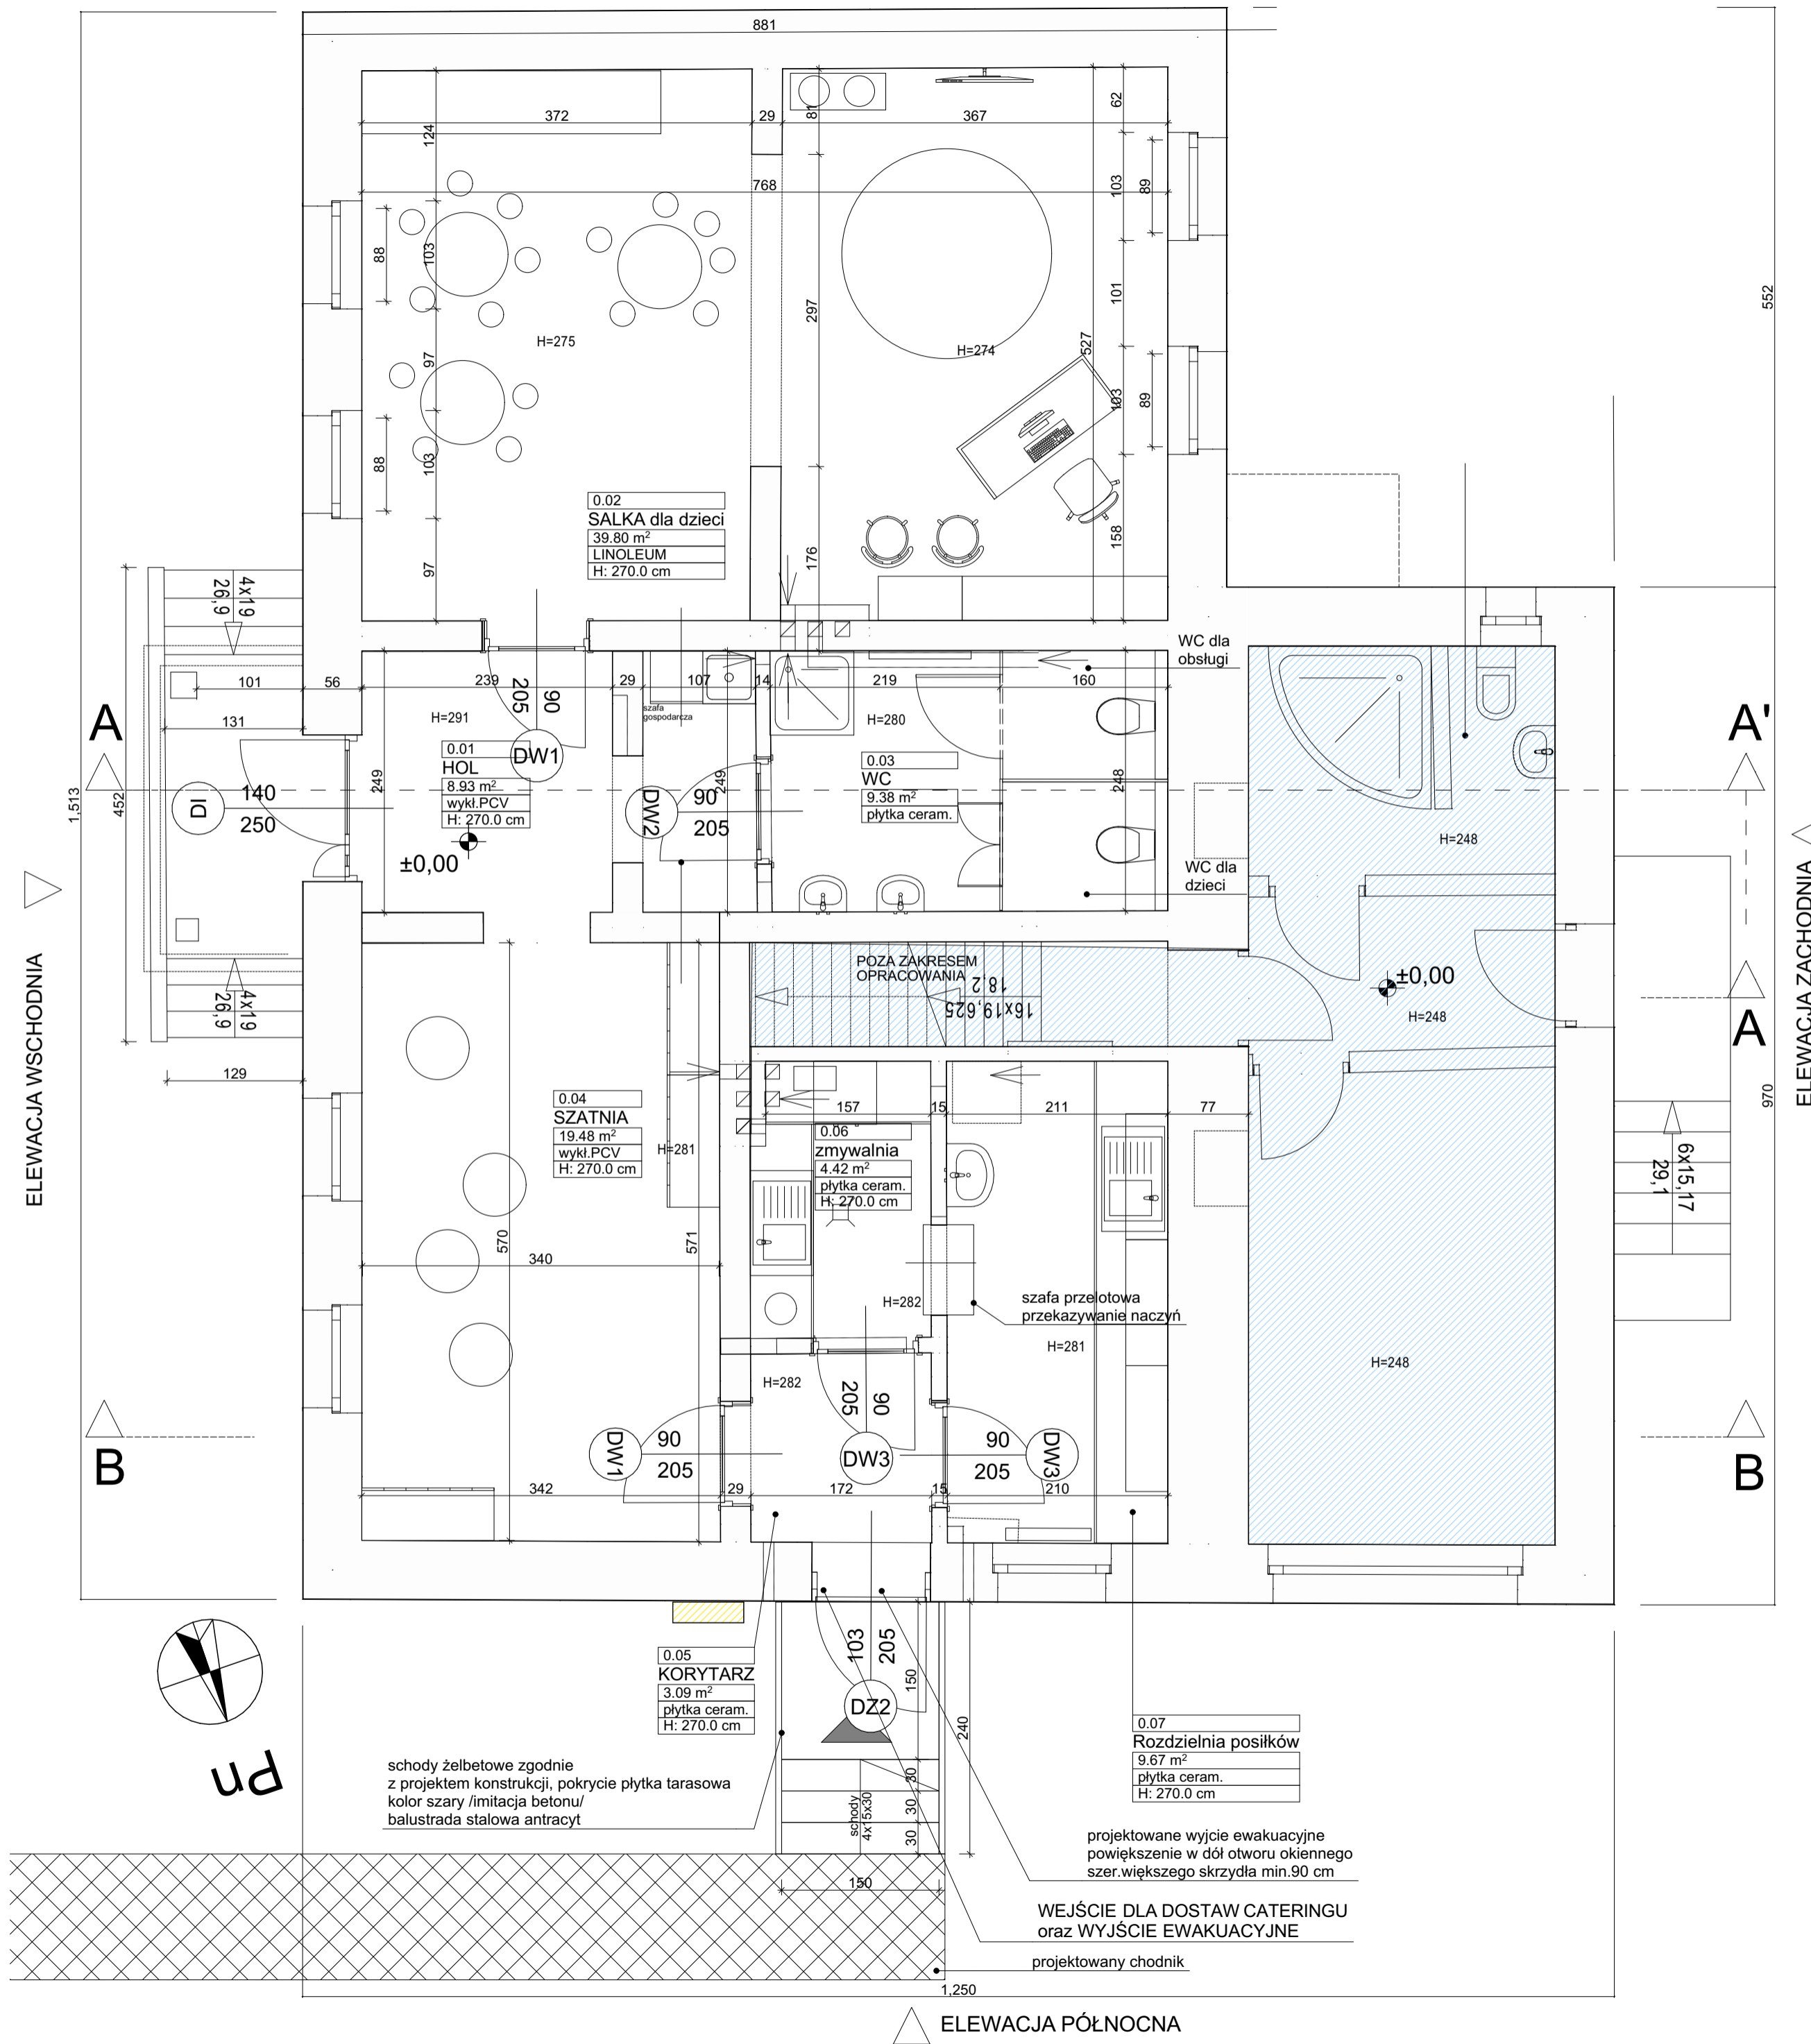 881
372
29
367
768
124
88
103
97
88
103
97
81
297
176
62
103
89
101
527
103
89
158
552
H=275
H=274
0.02
SALKA dla dzieci
39.80 m²
LINOLEUM
H: 270.0 cm
4x19
26,9
101
56
239
29
107
14
219
160
131
A
A'
1,513
452
249
H=291
205
90
DW1
0.01
HOL
8.93 m²
wykł.PCV
H: 270.0 cm
±0,00
DI
140
250
szafa
gospodarcza
DW2
90
205
249
H=280
0.03
WC
9.38 m²
płytka ceram.
248
WC dla
obsługi
WC dla
dzieci
H=248
±0,00
H=248
A
ELEWACJA WSCHODNIA
ELEWACJA ZACHODNIA
4x19
26,9
129
POZA ZAKRESEM
OPRACOWANIA
16x19,625
18,2
0.04
SZATNIA
19.48 m²
wykł.PCV
H: 270.0 cm
H=281
570
340
571
157
15
211
77
0.06
zmywalnia
4.42 m²
płytka ceram.
H: 270.0 cm
H=282
szafa przelotowa
przekazywanie naczyń
H=281
H=248
6x15,17
29,1
970
H=282
205
90
DW1
90
205
DW3
90
205
DW3
342
29
172
15
210
B
B
0.05
KORYTARZ
3.09 m²
płytka ceram.
H: 270.0 cm
103
205
DZ2
150
240
30
30
30
schody
4x15x30
150
Pn
schody żelbetowe zgodnie
z projektem konstrukcji, pokrycie płytka tarasowa
kolor szary /imitacja betonu/
balustrada stalowa antracyt
0.07
Rozdzielnia posiłków
9.67 m²
płytka ceram.
H: 270.0 cm
projektowane wyjcie ewakuacyjne
powiększenie w dół otworu okiennego
szer.większego skrzydła min.90 cm
WEJŚCIE DLA DOSTAW CATERINGU
oraz WYJŚCIE EWAKUACYJNE
projektowany chodnik
1,250
ELEWACJA PÓŁNOCNA